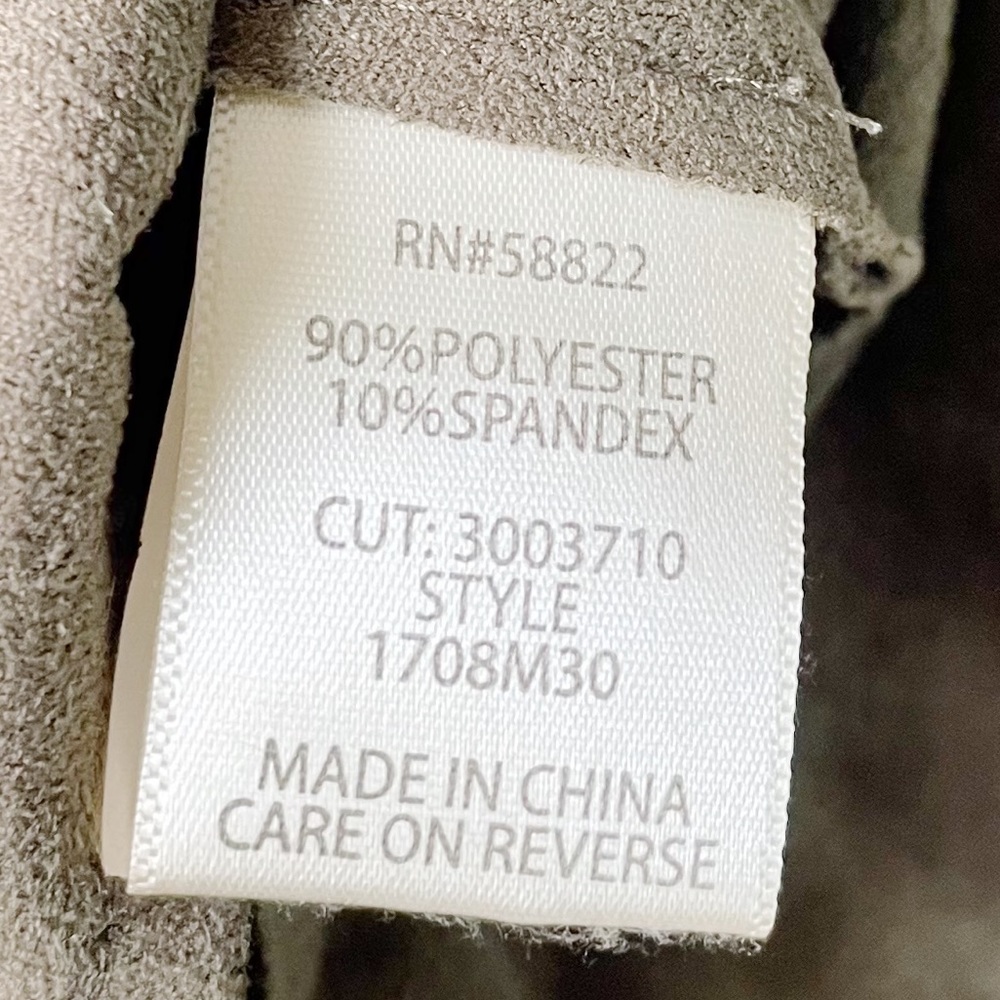 RN#58822
90%POLYESTER
10%SPANDEX
CUT: 3003710
STYLE
1708M30
MADE IN CHINA
CARE ON REVERSE